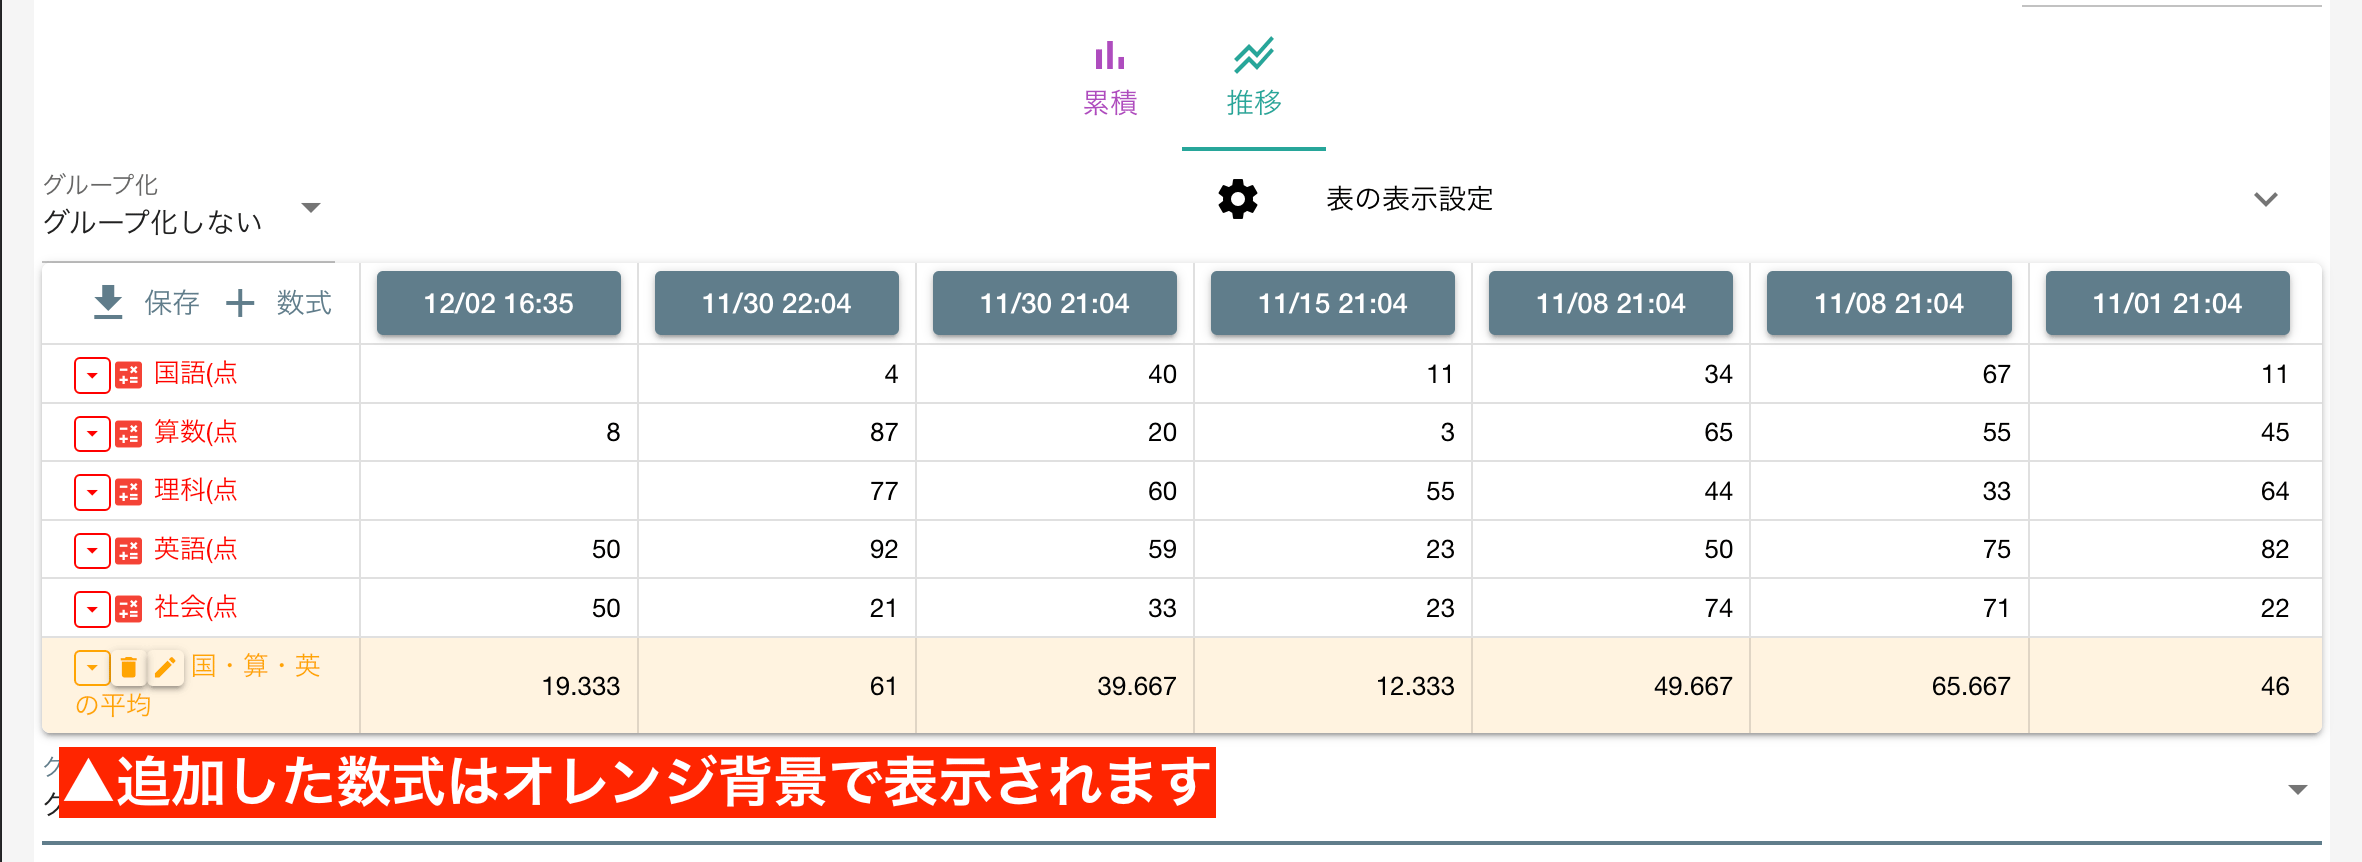 累積
推移
グループ化
グループ化しない
表の表示設定
保存 数式 12/02 16:35 11/30 22:04 11/30 21:04 11/15 21:04 11/08 21:04 11/08 21:04 11/01 21:04
国語(点 4 40 11 34 67 11
算数(点 8 87 20 3 65 55 45
理科(点 77 60 55 44 33 64
英語(点 50 92 59 23 50 75 82
社会(点 50 21 33 23 74 71 22
国・算・英
の平均 19.333 61 39.667 12.333 49.667 65.667 46
▲追加した数式はオレンジ背景で表示されます